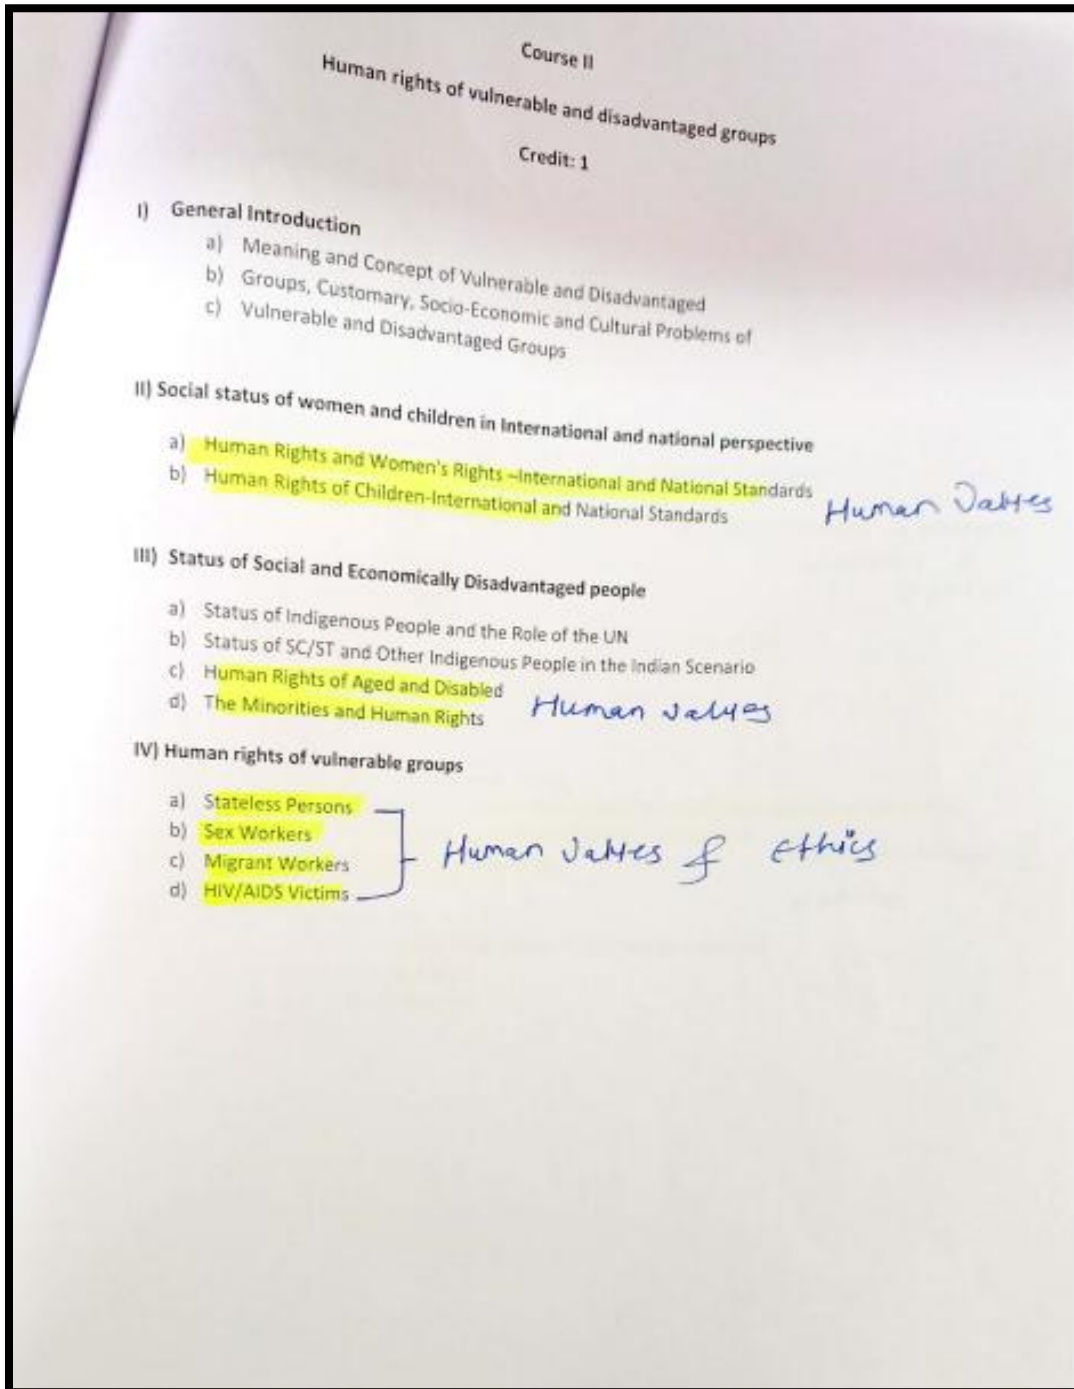 Course II
Human rights of vulnerable and disadvantaged groups
Credit: 1
I) General Introduction
a) Meaning and Concept of Vulnerable and Disadvantaged
b) Groups, Customary, Socio-Economic and Cultural Problems of
c) Vulnerable and Disadvantaged Groups
II) Social status of women and children in International and national perspective
a) Human Rights and Women's Rights –International and National Standards
b) Human Rights of Children-International and National Standards
Human Values
III) Status of Social and Economically Disadvantaged people
a) Status of Indigenous People and the Role of the UN
b) Status of SC/ST and Other Indigenous People in the Indian Scenario
c) Human Rights of Aged and Disabled
d) The Minorities and Human Rights
Human values
IV) Human rights of vulnerable groups
a) Stateless Persons
b) Sex Workers
c) Migrant Workers
d) HIV/AIDS Victims
Human Values & Ethics